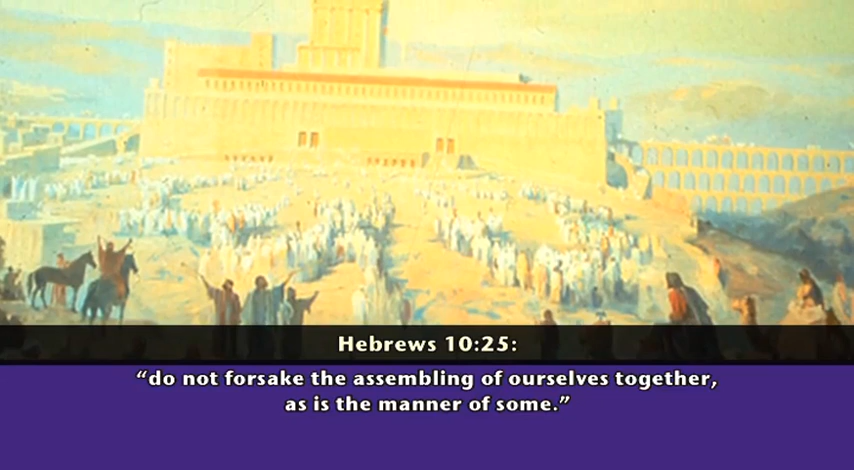 Hebrews 10:25:
“do not forsake the assembling of ourselves together,
as is the manner of some.”